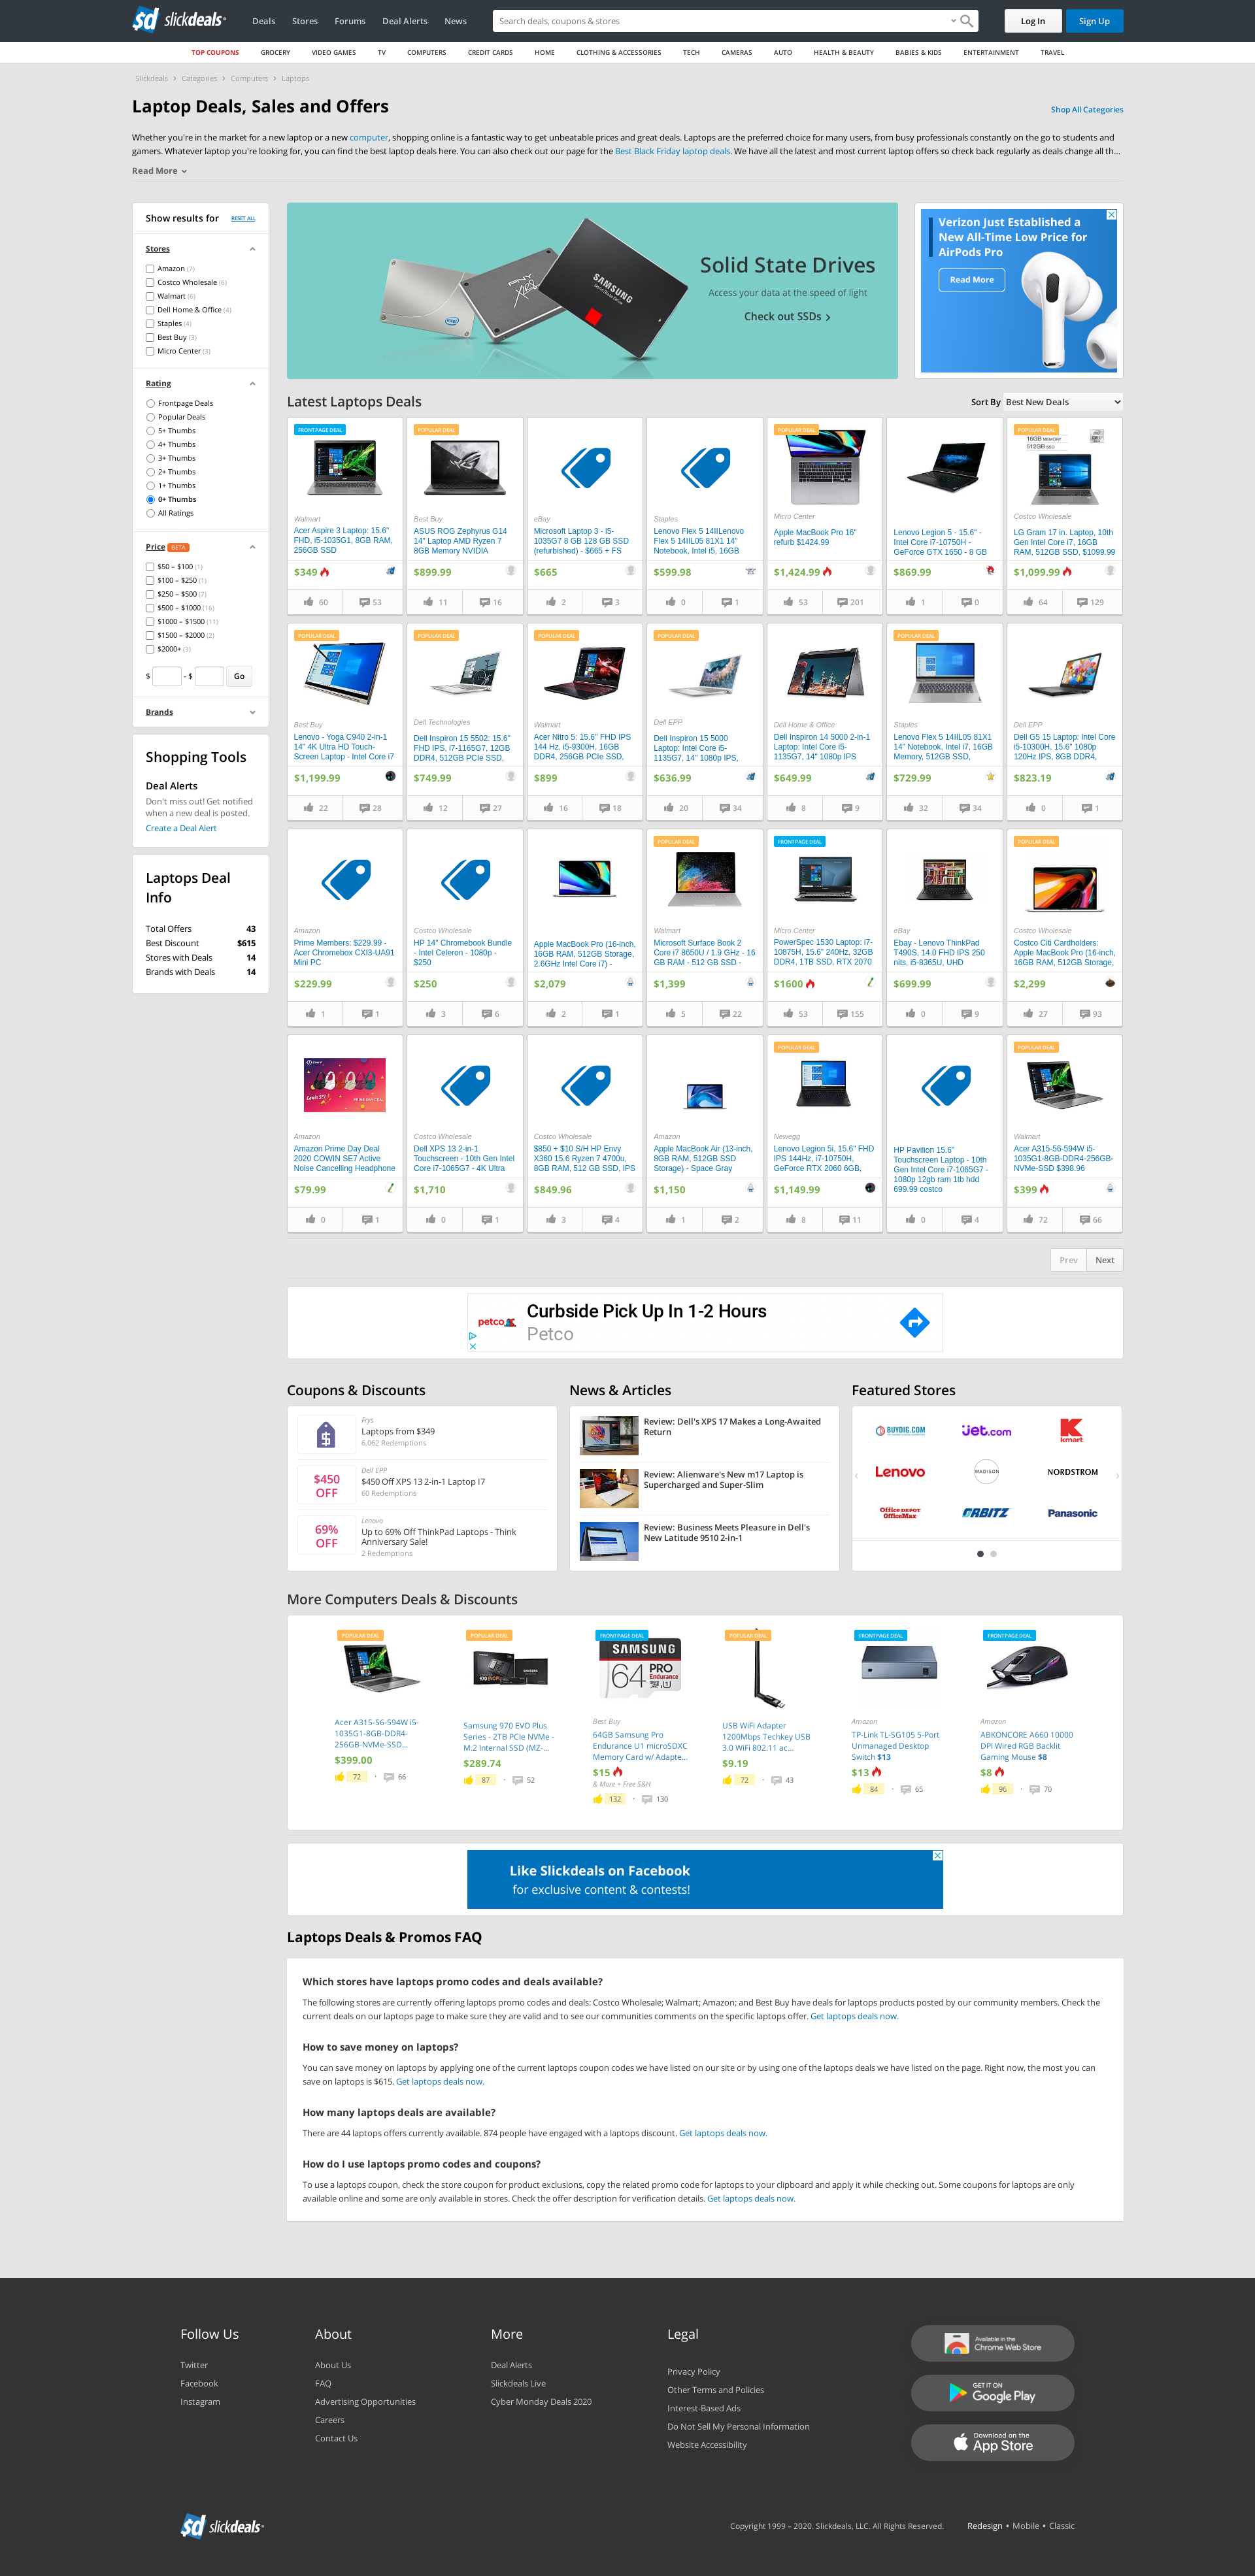 slickdeals
Deals
Stores
Forums
Deal Alerts
News
Search deals, coupons & stores
Log In
Sign Up
TOP COUPONS
GROCERY
VIDEO GAMES
TV
COMPUTERS
CREDIT CARDS
HOME
CLOTHING & ACCESSORIES
TECH
CAMERAS
AUTO
HEALTH & BEAUTY
BABIES & KIDS
ENTERTAINMENT
TRAVEL
Slickdeals > Categories > Computers > Laptops
Laptop Deals, Sales and Offers
Shop All Categories
Whether you're in the market for a new laptop or a new computer, shopping online is a fantastic way to get unbeatable prices and great deals. Laptops are the preferred choice for many users, from busy professionals constantly on the go to students and
gamers. Whatever laptop you're looking for, you can find the best laptop deals here. You can also check out our page for the Best Black Friday laptop deals. We have all the latest and most current laptop offers so check back regularly as deals change all th...
Read More
Show results for
RESET ALL
Stores
Amazon (7)
Costco Wholesale (6)
Walmart (6)
Dell Home & Office (4)
Staples (4)
Best Buy (3)
Micro Center (3)
Rating
Frontpage Deals
Popular Deals
5+ Thumbs
4+ Thumbs
3+ Thumbs
2+ Thumbs
1+ Thumbs
0+ Thumbs
All Ratings
Price BETA
$50 – $100 (1)
$100 – $250 (1)
$250 – $500 (7)
$500 – $1000 (16)
$1000 – $1500 (11)
$1500 – $2000 (2)
$2000+ (3)
$ - $ Go
Brands
Shopping Tools
Deal Alerts
Don't miss out! Get notified
when a new deal is posted.
Create a Deal Alert
Laptops Deal
Info
Total Offers 43
Best Discount $615
Stores with Deals 14
Brands with Deals 14
Solid State Drives
Access your data at the speed of light
Check out SSDs
SAMSUNG
Verizon Just Established a
New All-Time Low Price for
AirPods Pro
Read More
Latest Laptops Deals
Sort By Best New Deals
FRONTPAGE DEAL
Walmart
Acer Aspire 3 Laptop: 15.6"
FHD, i5-1035G1, 8GB RAM,
256GB SSD
$349
60 53
POPULAR DEAL
Best Buy
ASUS ROG Zephyrus G14
14" Laptop AMD Ryzen 7
8GB Memory NVIDIA
$899.99
11 16
eBay
Microsoft Laptop 3 - i5-
1035G7 8 GB 128 GB SSD
(refurbished) - $665 + FS
$665
2 3
Staples
Lenovo Flex 5 14IILenovo
Flex 5 14IIL05 81X1 14"
Notebook, Intel i5, 16GB
$599.98
0 1
POPULAR DEAL
Micro Center
Apple MacBook Pro 16"
refurb $1424.99
$1,424.99
53 201
Lenovo Legion 5 - 15.6" -
Intel Core i7-10750H -
GeForce GTX 1650 - 8 GB
$869.99
1 0
POPULAR DEAL
16GB MEMORY
512GB SSD
Costco Wholesale
LG Gram 17 in. Laptop, 10th
Gen Intel Core i7, 16GB
RAM, 512GB SSD, $1099.99
$1,099.99
64 129
POPULAR DEAL
Best Buy
Lenovo - Yoga C940 2-in-1
14" 4K Ultra HD Touch-
Screen Laptop - Intel Core i7
$1,199.99
22 28
POPULAR DEAL
Dell Technologies
Dell Inspiron 15 5502: 15.6"
FHD IPS, i7-1165G7, 12GB
DDR4, 512GB PCIe SSD,
$749.99
12 27
POPULAR DEAL
Walmart
Acer Nitro 5: 15.6" FHD IPS
144 Hz, i5-9300H, 16GB
DDR4, 256GB PCIe SSD,
$899
16 18
POPULAR DEAL
Dell EPP
Dell Inspiron 15 5000
Laptop: Intel Core i5-
1135G7, 14" 1080p IPS,
$636.99
20 34
Dell Home & Office
Dell Inspiron 14 5000 2-in-1
Laptop: Intel Core i5-
1135G7, 14" 1080p IPS
$649.99
8 9
POPULAR DEAL
Staples
Lenovo Flex 5 14IIL05 81X1
14" Notebook, Intel i7, 16GB
Memory, 512GB SSD,
$729.99
32 34
Dell EPP
Dell G5 15 Laptop: Intel Core
i5-10300H, 15.6" 1080p
120Hz IPS, 8GB DDR4,
$823.19
0 1
Amazon
Prime Members: $229.99 -
Acer Chromebox CXI3-UA91
Mini PC
$229.99
1 1
Costco Wholesale
HP 14" Chromebook Bundle
- Intel Celeron - 1080p -
$250
$250
3 6
Apple MacBook Pro (16-inch,
16GB RAM, 512GB Storage,
2.6GHz Intel Core i7) -
$2,079
2 1
POPULAR DEAL
Walmart
Microsoft Surface Book 2
Core i7 8650U / 1.9 GHz - 16
GB RAM - 512 GB SSD -
$1,399
5 22
FRONTPAGE DEAL
Micro Center
PowerSpec 1530 Laptop: i7-
10875H, 15.6" 240Hz, 32GB
DDR4, 1TB SSD, RTX 2070
$1600
53 155
eBay
Ebay - Lenovo ThinkPad
T490S, 14.0 FHD IPS 250
nits, i5-8365U, UHD
$699.99
0 9
POPULAR DEAL
Costco Wholesale
Costco Citi Cardholders:
Apple MacBook Pro (16-inch,
16GB RAM, 512GB Storage,
$2,299
27 93
Amazon
Amazon Prime Day Deal
2020 COWIN SE7 Active
Noise Cancelling Headphone
$79.99
0 1
Costco Wholesale
Dell XPS 13 2-in-1
Touchscreen - 10th Gen Intel
Core i7-1065G7 - 4K Ultra
$1,710
0 1
Costco Wholesale
$850 + $10 S/H HP Envy
X360 15.6 Ryzen 7 4700u,
8GB RAM, 512 GB SSD, IPS
$849.96
3 4
Amazon
Apple MacBook Air (13-inch,
8GB RAM, 512GB SSD
Storage) - Space Gray
$1,150
1 2
POPULAR DEAL
Newegg
Lenovo Legion 5i, 15.6" FHD
IPS 144Hz, i7-10750H,
GeForce RTX 2060 6GB,
$1,149.99
8 11
HP Pavilion 15.6"
Touchscreen Laptop - 10th
Gen Intel Core i7-1065G7 -
1080p 12gb ram 1tb hdd
699.99 costco
0 4
POPULAR DEAL
Walmart
Acer A315-56-594W i5-
1035G1-8GB-DDR4-256GB-
NVMe-SSD $398.96
$399
72 66
Prev
Next
petco
Curbside Pick Up In 1-2 Hours
Petco
Coupons & Discounts
Frys
Laptops from $349
6,062 Redemptions
$450
OFF
Dell EPP
$450 Off XPS 13 2-in-1 Laptop I7
60 Redemptions
69%
OFF
Lenovo
Up to 69% Off ThinkPad Laptops - Think
Anniversary Sale!
2 Redemptions
News & Articles
Review: Dell's XPS 17 Makes a Long-Awaited
Return
Review: Alienware's New m17 Laptop is
Supercharged and Super-Slim
Review: Business Meets Pleasure in Dell's
New Latitude 9510 2-in-1
Featured Stores
BUYDIG.COM
jet.com
kmart
Lenovo
MADISON
NORDSTROM
Office DEPOT
OfficeMax
ORBITZ
Panasonic
More Computers Deals & Discounts
POPULAR DEAL
Acer A315-56-594W i5-
1035G1-8GB-DDR4-
256GB-NVMe-SSD...
$399.00
72 · 66
POPULAR DEAL
Samsung 970 EVO Plus
Series - 2TB PCIe NVMe -
M.2 Internal SSD (MZ-...
$289.74
87 · 52
FRONTPAGE DEAL
SAMSUNG
64 PRO
Endurance
Best Buy
64GB Samsung Pro
Endurance U1 microSDXC
Memory Card w/ Adapte...
$15
& More + Free S&H
132 · 130
POPULAR DEAL
USB WiFi Adapter
1200Mbps Techkey USB
3.0 WiFi 802.11 ac...
$9.19
72 · 43
FRONTPAGE DEAL
Amazon
TP-Link TL-SG105 5-Port
Unmanaged Desktop
Switch $13
$13
84 · 65
FRONTPAGE DEAL
Amazon
ABKONCORE A660 10000
DPI Wired RGB Backlit
Gaming Mouse $8
$8
96 · 70
Like Slickdeals on Facebook
for exclusive content & contests!
Laptops Deals & Promos FAQ
Which stores have laptops promo codes and deals available?
The following stores are currently offering laptops promo codes and deals: Costco Wholesale; Walmart; Amazon; and Best Buy have deals for laptops products posted by our community members. Check the
current deals on our laptops page to make sure they are valid and to see our communities comments on the specific laptops offer. Get laptops deals now.
How to save money on laptops?
You can save money on laptops by applying one of the current laptops coupon codes we have listed on our site or by using one of the laptops deals we have listed on the page. Right now, the most you can
save on laptops is $615. Get laptops deals now.
How many laptops deals are available?
There are 44 laptops offers currently available. 874 people have engaged with a laptops discount. Get laptops deals now.
How do I use laptops promo codes and coupons?
To use a laptops coupon, check the store coupon for product exclusions, copy the related promo code for laptops to your clipboard and apply it while checking out. Some coupons for laptops are only
available online and some are only available in stores. Check the offer description for verification details. Get laptops deals now.
Follow Us
Twitter
Facebook
Instagram
About
About Us
FAQ
Advertising Opportunities
Careers
Contact Us
More
Deal Alerts
Slickdeals Live
Cyber Monday Deals 2020
Legal
Privacy Policy
Other Terms and Policies
Interest-Based Ads
Do Not Sell My Personal Information
Website Accessibility
Available in the
Chrome Web Store
GET IT ON
Google Play
Download on the
App Store
slickdeals
Copyright 1999 – 2020. Slickdeals, LLC. All Rights Reserved.
Redesign • Mobile • Classic